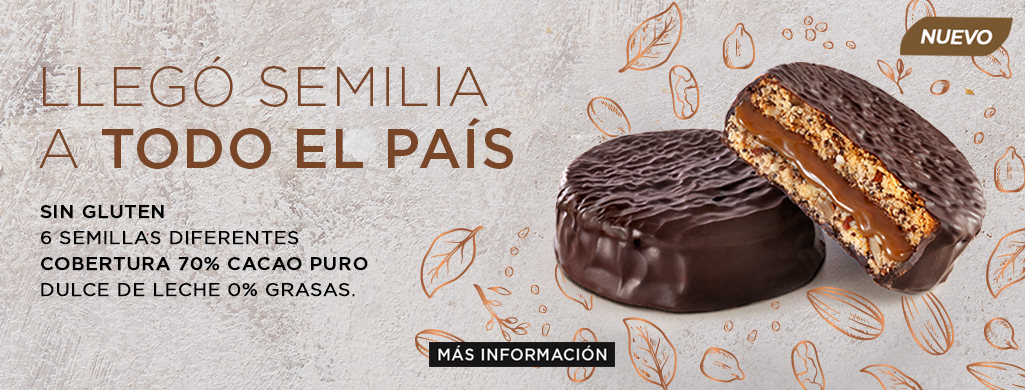 NUEVO
LLEGÓ SEMILIA
A TODO EL PAÍS
SIN GLUTEN
6 SEMILLAS DIFERENTES
COBERTURA 70% CACAO PURO
DULCE DE LECHE 0% GRASAS.
MÁS INFORMACIÓN